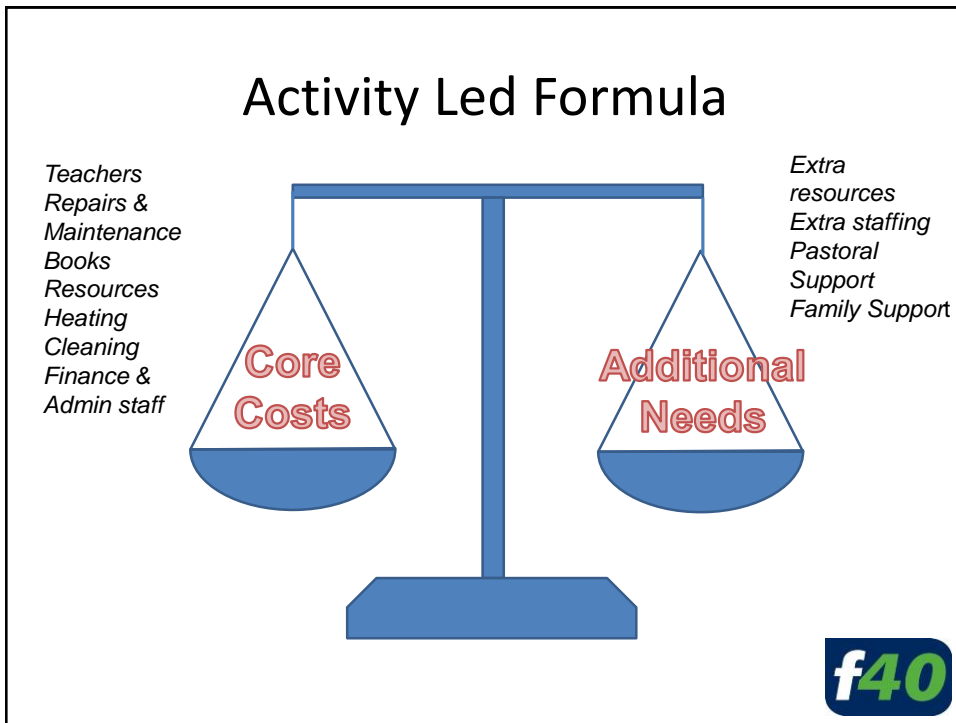 Activity Led Formula
Teachers
Repairs &
Maintenance
Books
Resources
Heating
Cleaning
Finance &
Admin staff
Extra
resources
Extra staffing
Pastoral
Support
Family Support
Core
Costs
Additional
Needs
f40